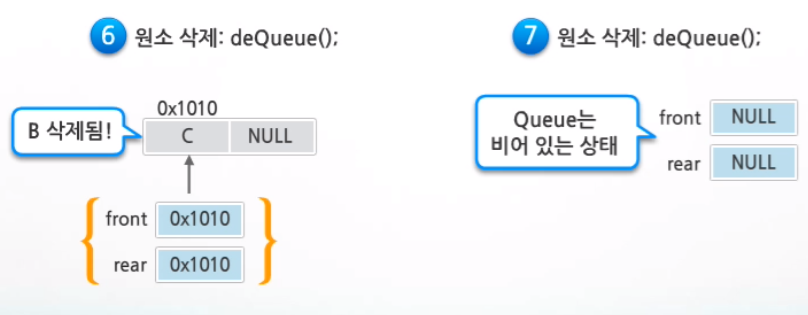 6 원소 삭제: deQueue();
B 삭제됨!
0x1010
C NULL
front 0x1010
rear 0x1010
7 원소 삭제: deQueue();
Queue는
비어 있는 상태
front NULL
rear NULL